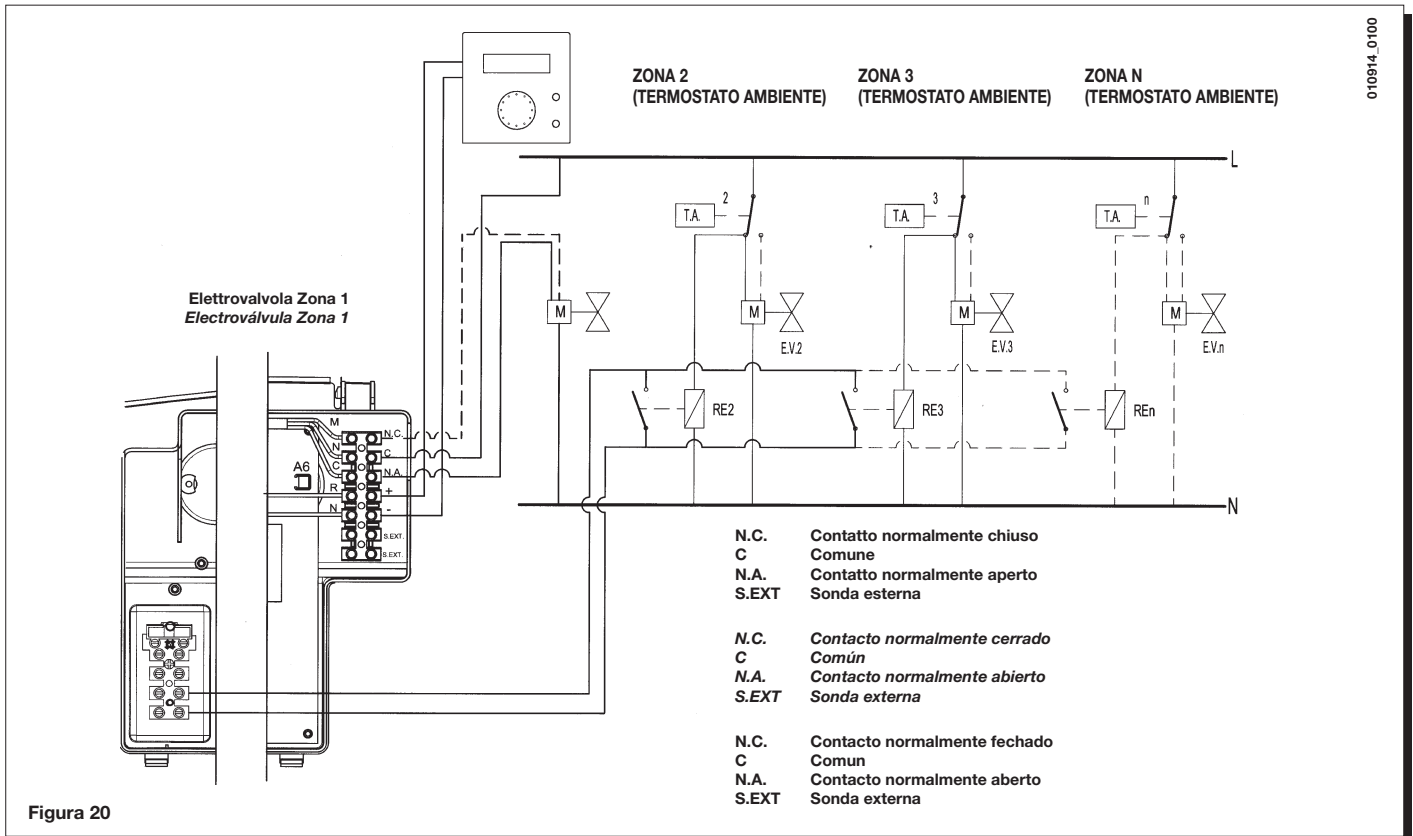 010914_0100
ZONA 2
(TERMOSTATO AMBIENTE)
ZONA 3
(TERMOSTATO AMBIENTE)
ZONA N
(TERMOSTATO AMBIENTE)
L
T.A.
2
T.A.
3
T.A.
n
Elettrovalvola Zona 1
Electroválvula Zona 1
M
M
E.V.2
M
E.V.3
M
E.V.n
RE2
RE3
REn
M
N
C
R
N
A6
N.C.
C
N.A.
+
-
S.EXT.
S.EXT.
N
N.C. Contatto normalmente chiuso
C Comune
N.A. Contatto normalmente aperto
S.EXT Sonda esterna
N.C. Contacto normalmente cerrado
C Común
N.A. Contacto normalmente abierto
S.EXT Sonda externa
N.C. Contacto normalmente fechado
C Comun
N.A. Contacto normalmente aberto
S.EXT Sonda externa
Figura 20